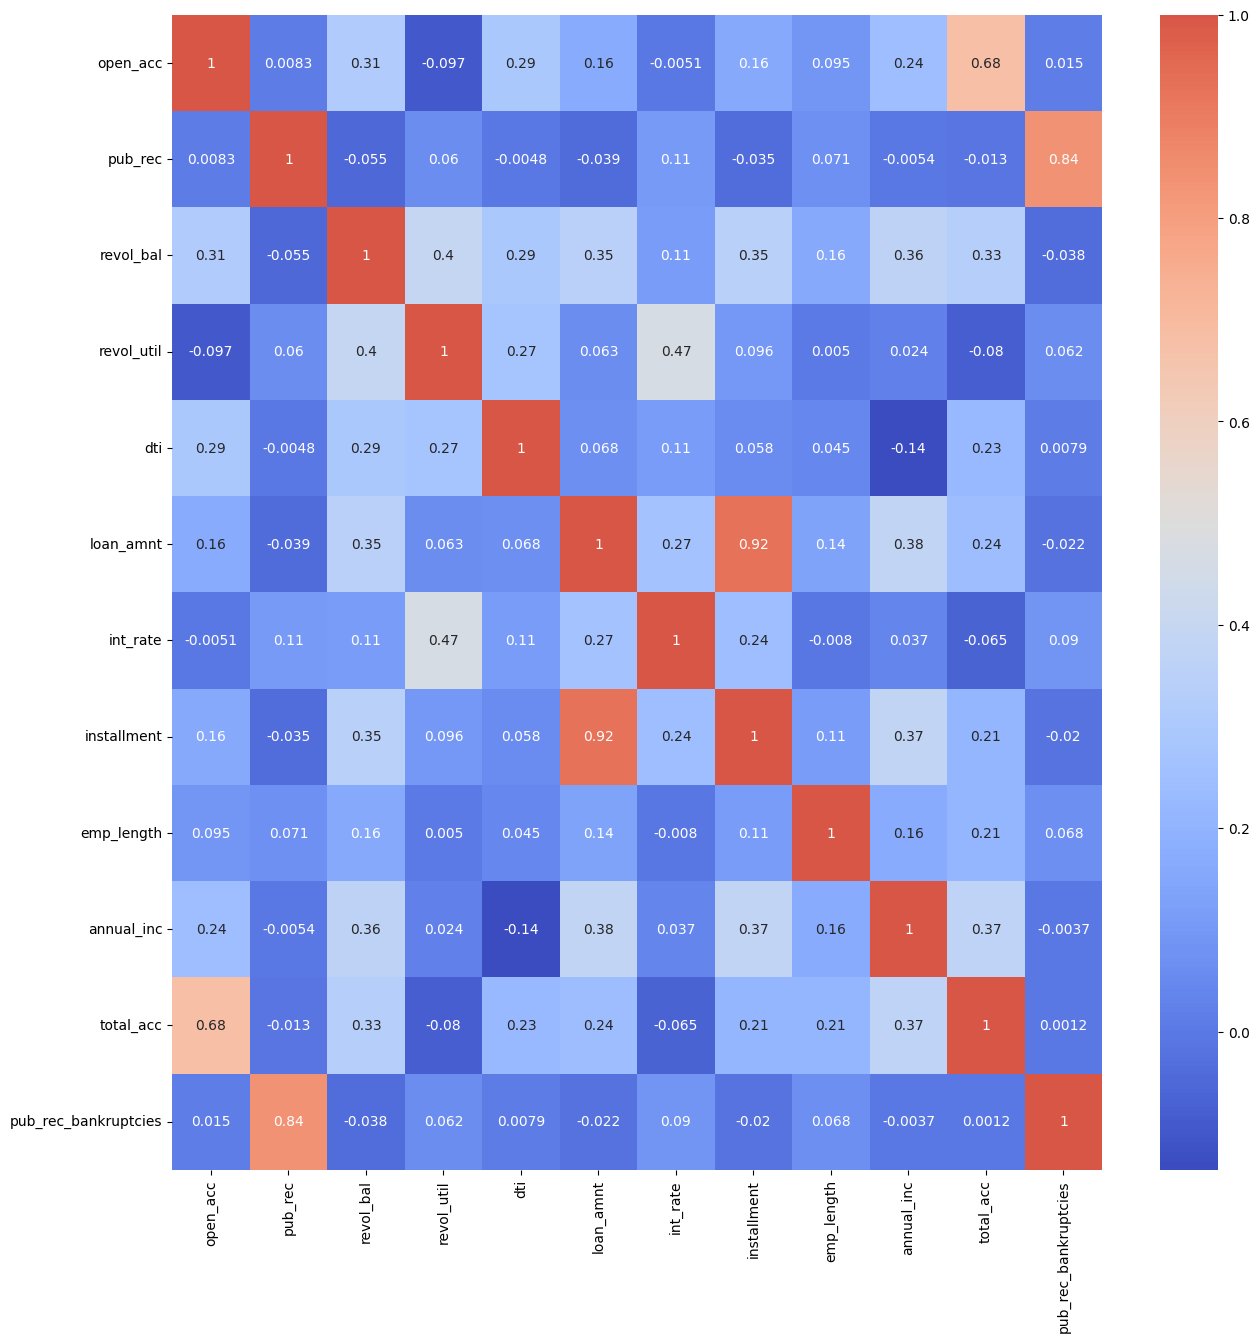 open_acc 1 0.0083 0.31 -0.097 0.29 0.16 -0.0051 0.16 0.095 0.24 0.68 0.015
pub_rec 0.0083 1 -0.055 0.06 -0.0048 -0.039 0.11 -0.035 0.071 -0.0054 -0.013 0.84
revol_bal 0.31 -0.055 1 0.4 0.29 0.35 0.11 0.35 0.16 0.36 0.33 -0.038
revol_util -0.097 0.06 0.4 1 0.27 0.063 0.47 0.096 0.005 0.024 -0.08 0.062
dti 0.29 -0.0048 0.29 0.27 1 0.068 0.11 0.058 0.045 -0.14 0.23 0.0079
loan_amnt 0.16 -0.039 0.35 0.063 0.068 1 0.27 0.92 0.14 0.38 0.24 -0.022
int_rate -0.0051 0.11 0.11 0.47 0.11 0.27 1 0.24 -0.008 0.037 -0.065 0.09
installment 0.16 -0.035 0.35 0.096 0.058 0.92 0.24 1 0.11 0.37 0.21 -0.02
emp_length 0.095 0.071 0.16 0.005 0.045 0.14 -0.008 0.11 1 0.16 0.21 0.068
annual_inc 0.24 -0.0054 0.36 0.024 -0.14 0.38 0.037 0.37 0.16 1 0.37 -0.0037
total_acc 0.68 -0.013 0.33 -0.08 0.23 0.24 -0.065 0.21 0.21 0.37 1 0.0012
pub_rec_bankruptcies 0.015 0.84 -0.038 0.062 0.0079 -0.022 0.09 -0.02 0.068 -0.0037 0.0012 1
open_acc
pub_rec
revol_bal
revol_util
dti
loan_amnt
int_rate
installment
emp_length
annual_inc
total_acc
pub_rec_bankruptcies
1.0
0.8
0.6
0.4
0.2
0.0